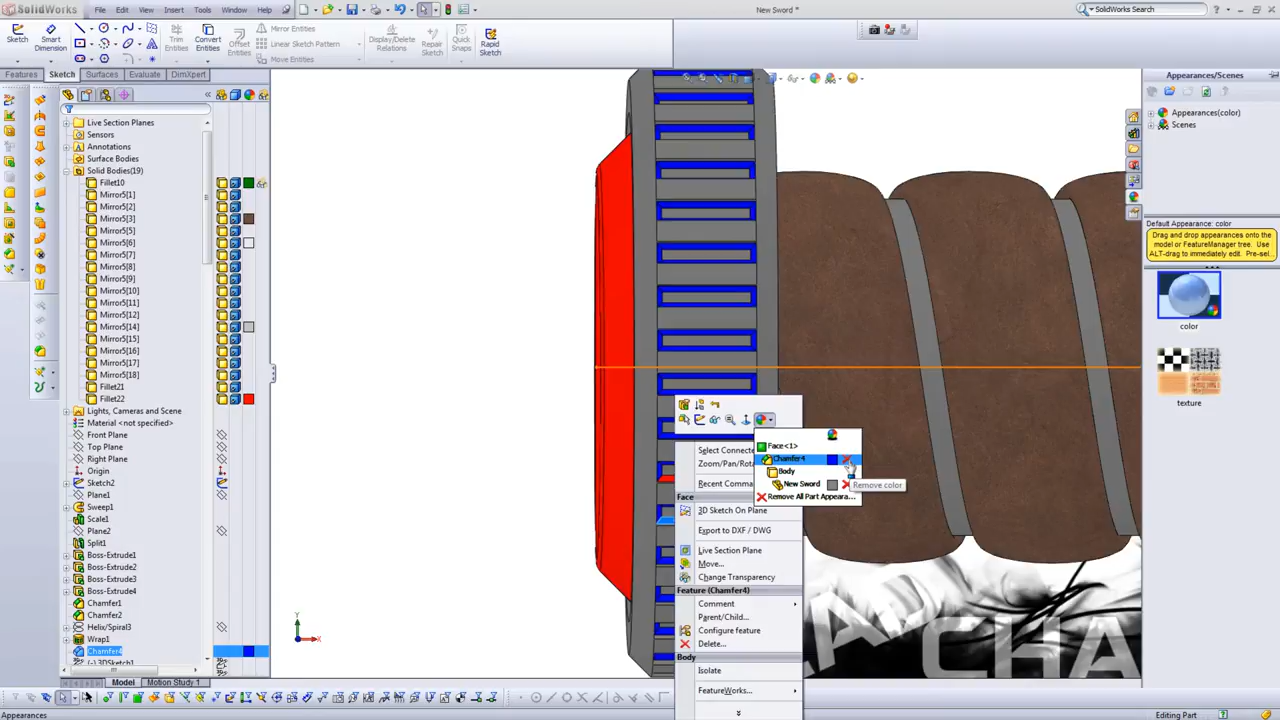 SolidWorks
File Edit View Insert Tools Window Help
New Sword *
SolidWorks Search
Sketch
Smart Dimension
Trim Entities
Convert Entities
Offset Entities
Mirror Entities
Linear Sketch Pattern
Move Entities
Display/Delete Relations
Repair Sketch
Quick Snaps
Rapid Sketch
Features Sketch Surfaces Evaluate DimXpert
Live Section Planes
Sensors
Annotations
Surface Bodies
Solid Bodies(19)
Fillet10
Mirror5[1]
Mirror5[2]
Mirror5[3]
Mirror5[5]
Mirror5[6]
Mirror5[7]
Mirror5[8]
Mirror5[9]
Mirror5[10]
Mirror5[11]
Mirror5[12]
Mirror5[14]
Mirror5[15]
Mirror5[16]
Mirror5[17]
Mirror5[18]
Fillet21
Fillet22
Lights, Cameras and Scene
Material <not specified>
Front Plane
Top Plane
Right Plane
Origin
Sketch2
Plane1
Sweep1
Scale1
Plane2
Split1
Boss-Extrude1
Boss-Extrude2
Boss-Extrude3
Boss-Extrude4
Chamfer1
Chamfer2
Helix/Spiral3
Wrap1
Chamfer4
(-) 3DSketch1
Select Connecte
Zoom/Pan/Rota
Recent Comma
Face
3D Sketch On Plane
Export to DXF / DWG
Live Section Plane
Move...
Change Transparency
Feature (Chamfer4)
Comment
Parent/Child...
Configure feature
Delete...
Body
Isolate
FeatureWorks...
Face<1>
Chamfer4
Body
New Sword
Remove All Part Appeara...
Remove color
Appearances/Scenes
Appearances(color)
Scenes
Default Appearance: color
Drag and drop appearances onto the
model or FeatureManager tree. Use
ALT-drag to immediately edit. Pre-sel...
color
texture
Y
X
CHA
Model Motion Study 1
Appearances
Editing Part